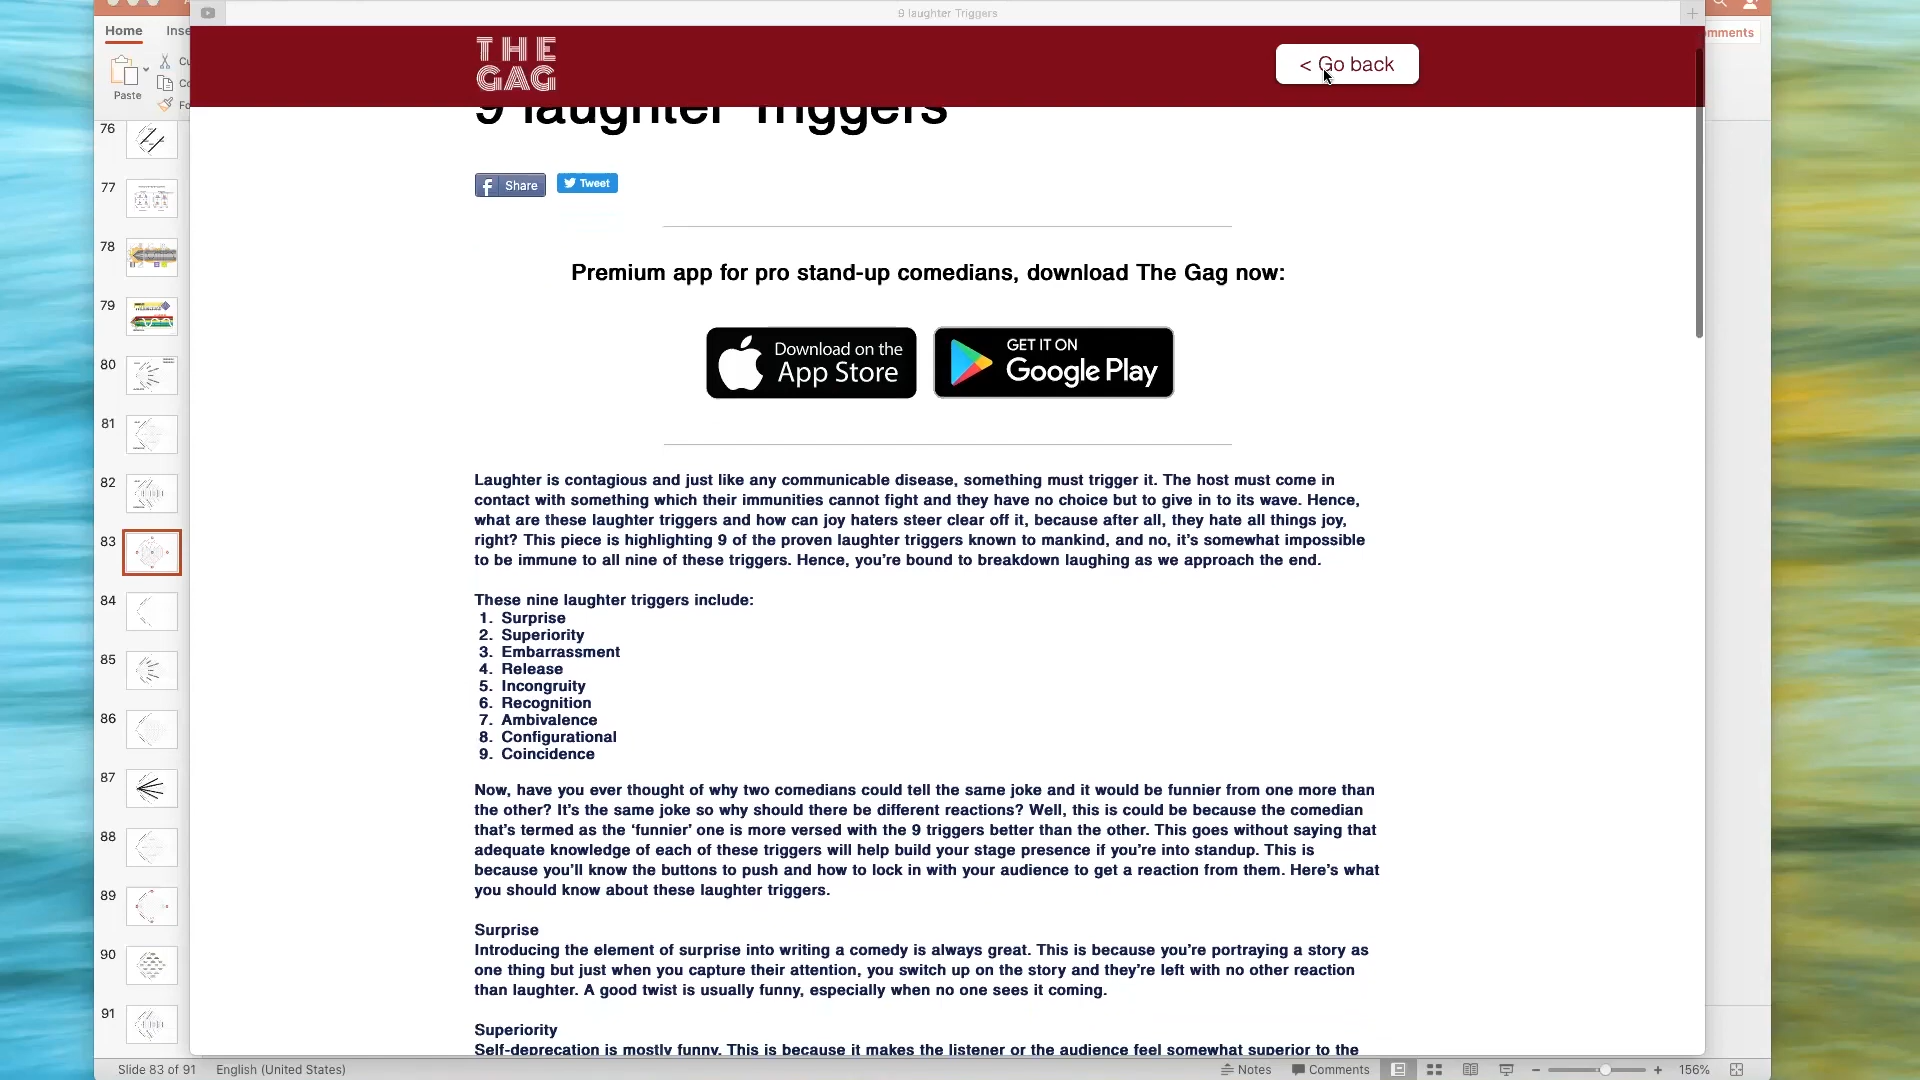 9 laughter Triggers
Home
Inse
mments
THE
GAG
< Go back
Paste
Cu
Co
Fo
9 laughter Triggers
Share
Tweet
Premium app for pro stand-up comedians, download The Gag now:
Download on the
App Store
GET IT ON
Google Play
Laughter is contagious and just like any communicable disease, something must trigger it. The host must come in
contact with something which their immunities cannot fight and they have no choice but to give in to its wave. Hence,
what are these laughter triggers and how can joy haters steer clear off it, because after all, they hate all things joy,
right? This piece is highlighting 9 of the proven laughter triggers known to mankind, and no, it's somewhat impossible
to be immune to all nine of these triggers. Hence, you're bound to breakdown laughing as we approach the end.
These nine laughter triggers include:
1. Surprise
2. Superiority
3. Embarrassment
4. Release
5. Incongruity
6. Recognition
7. Ambivalence
8. Configurational
9. Coincidence
Now, have you ever thought of why two comedians could tell the same joke and it would be funnier from one more than
the other? It's the same joke so why should there be different reactions? Well, this is could be because the comedian
that's termed as the ‘funnier’ one is more versed with the 9 triggers better than the other. This goes without saying that
adequate knowledge of each of these triggers will help build your stage presence if you're into standup. This is
because you'll know the buttons to push and how to lock in with your audience to get a reaction from them. Here's what
you should know about these laughter triggers.
Surprise
Introducing the element of surprise into writing a comedy is always great. This is because you're portraying a story as
one thing but just when you capture their attention, you switch up on the story and they're left with no other reaction
than laughter. A good twist is usually funny, especially when no one sees it coming.
Superiority
Self-deprecation is mostly funny. This is because it makes the listener or the audience feel somewhat superior to the
76
77
78
79
80
81
82
83
84
85
86
87
88
89
90
91
Slide 83 of 91
English (United States)
Notes
Comments
156%